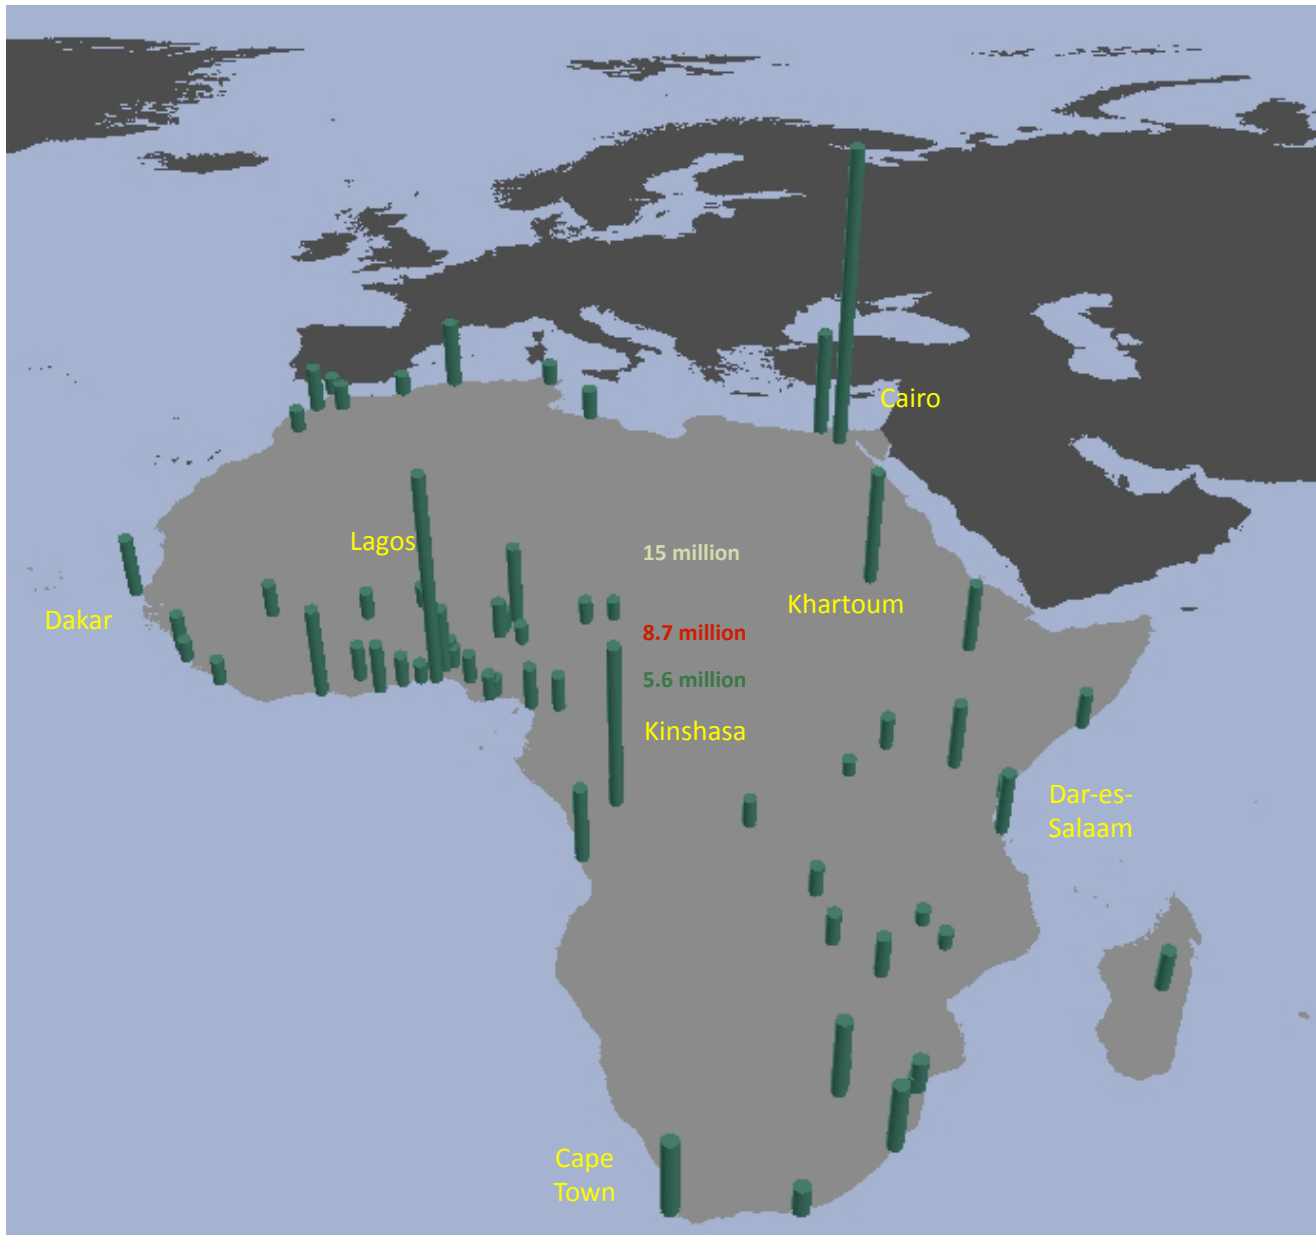 Cairo
Lagos
15 million
Khartoum
Dakar
8.7 million
5.6 million
Kinshasa
Dar-es-
Salaam
Cape
Town